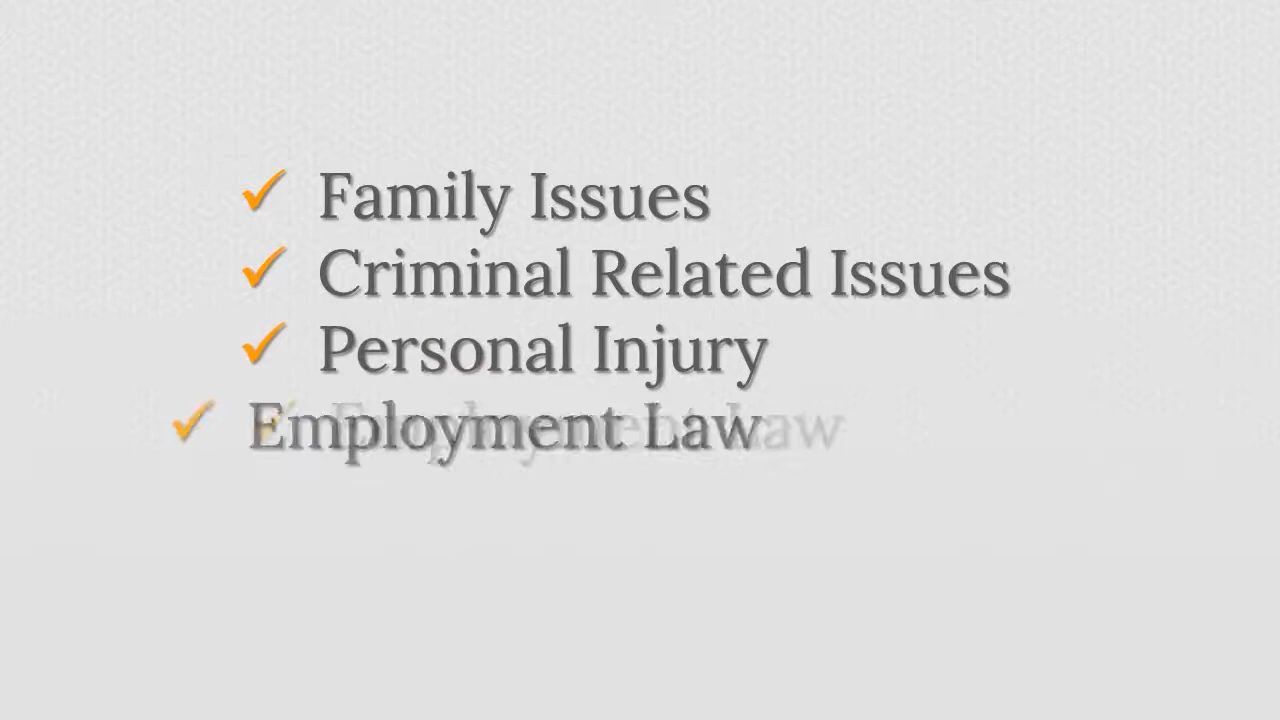 Family Issues
Criminal Related Issues
Personal Injury
Employment Law